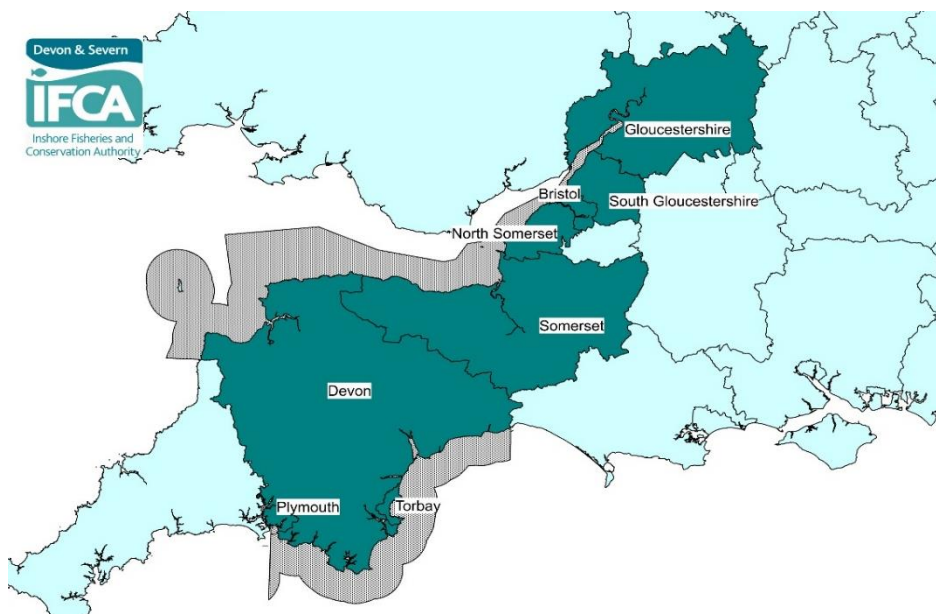 Devon & Severn
IFCA
Inshore Fisheries and
Conservation Authority
Gloucestershire
Bristol
South Gloucestershire
North Somerset
Somerset
Devon
Plymouth
Torbay